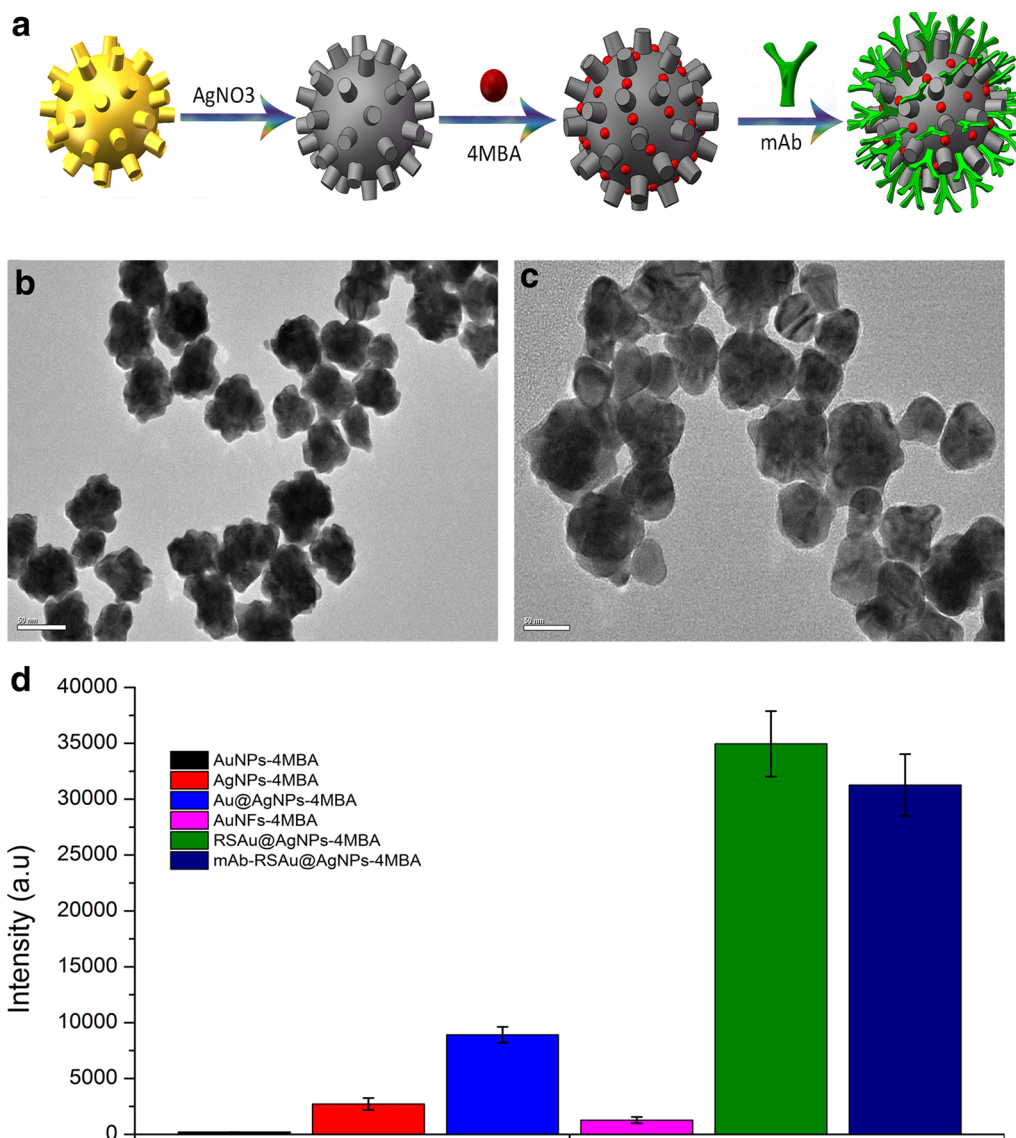 a
AgNO3
4MBA
mAb
b
50 nm
c
50 nm
d
40000
35000
30000
25000
20000
15000
10000
5000
0
Intensity (a.u)
AuNPs-4MBA
AgNPs-4MBA
Au@AgNPs-4MBA
AuNFs-4MBA
RSAu@AgNPs-4MBA
mAb-RSAu@AgNPs-4MBA